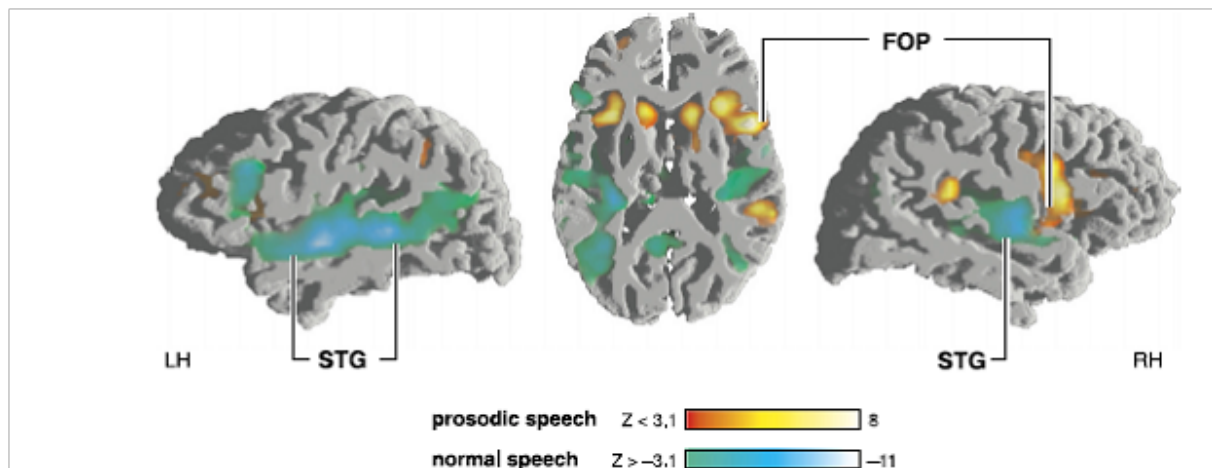 FOP
STG
STG
LH
RH
prosodic speech Z < 3,1 8
normal speech Z > –3,1 –11